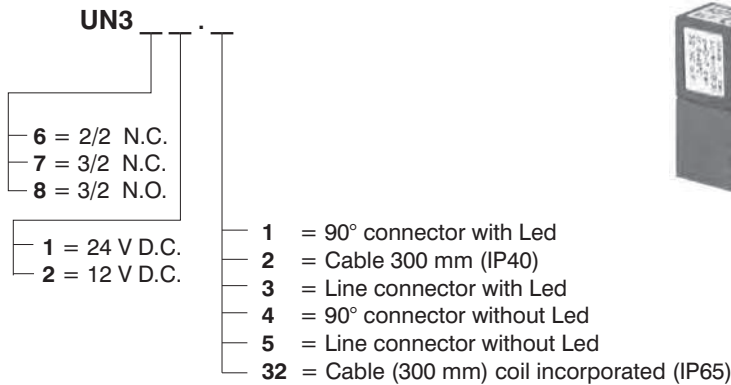 UN3 _ _ . _
6 = 2/2 N.C.
7 = 3/2 N.C.
8 = 3/2 N.O.
1 = 24 V D.C.
2 = 12 V D.C.
1 = 90° connector with Led
2 = Cable 300 mm (IP40)
3 = Line connector with Led
4 = 90° connector without Led
5 = Line connector without Led
32 = Cable (300 mm) coil incorporated (IP65)